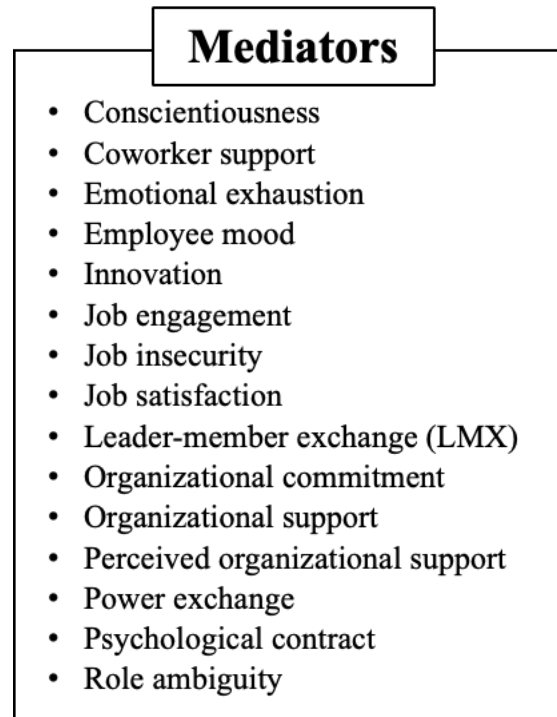 Mediators
• Conscientiousness
• Coworker support
• Emotional exhaustion
• Employee mood
• Innovation
• Job engagement
• Job insecurity
• Job satisfaction
• Leader-member exchange (LMX)
• Organizational commitment
• Organizational support
• Perceived organizational support
• Power exchange
• Psychological contract
• Role ambiguity